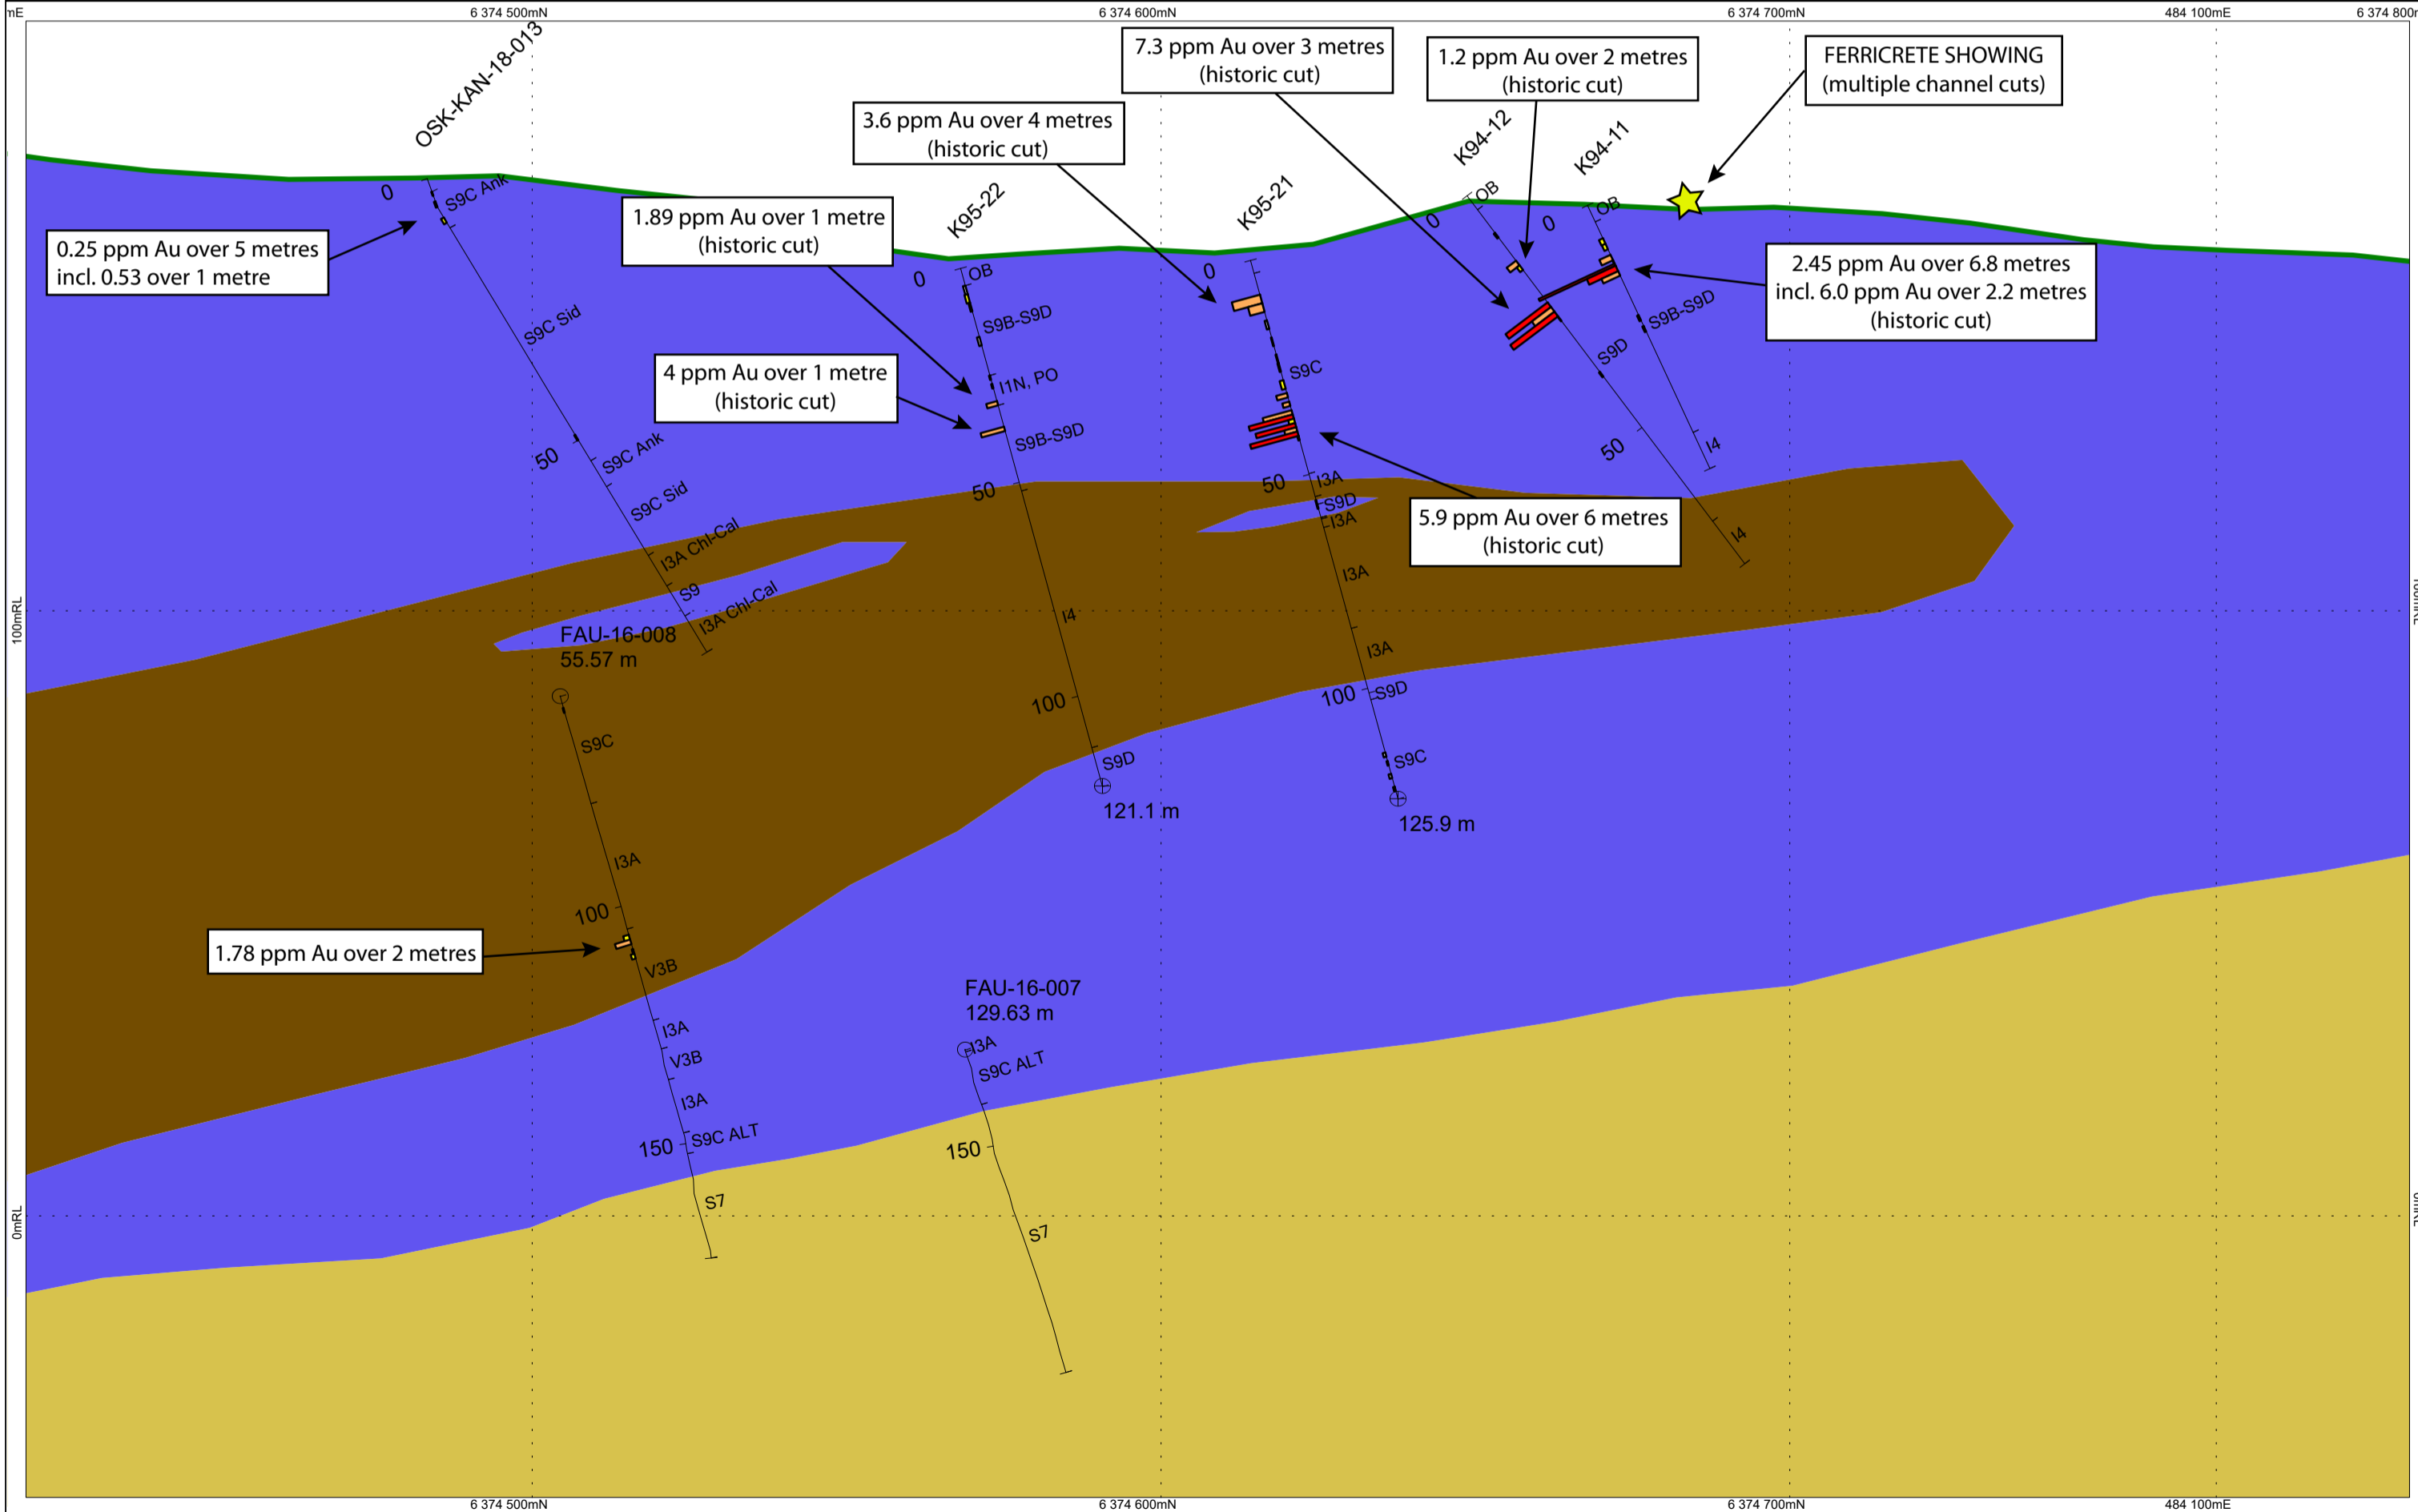 mE
6 374 500mN
6 374 600mN
6 374 700mN
484 100mE
6 374 800m
OSK-KAN-18-013
7.3 ppm Au over 3 metres
(historic cut)
1.2 ppm Au over 2 metres
(historic cut)
FERRICRETE SHOWING
(multiple channel cuts)
3.6 ppm Au over 4 metres
(historic cut)
K94-12
K94-11
K95-22
K95-21
1.89 ppm Au over 1 metre
(historic cut)
0.25 ppm Au over 5 metres
incl. 0.53 over 1 metre
2.45 ppm Au over 6.8 metres
incl. 6.0 ppm Au over 2.2 metres
(historic cut)
4 ppm Au over 1 metre
(historic cut)
5.9 ppm Au over 6 metres
(historic cut)
0
S9C Ank
S9C Sid
50
S9C Ank
S9C Sid
I3A Chl-Cal
S9
I3A Chl-Cal
0
OB
S9B-S9D
I1N, PO
S9B-S9D
50
I4
100
S9D
121.1 m
0
S9C
50
I3A
S9D
I3A
I3A
I3A
100
S9D
S9C
125.9 m
0
OB
S9D
50
I4
0
OB
S9B-S9D
I4
100mRL
FAU-16-008
55.57 m
S9C
I3A
100
1.78 ppm Au over 2 metres
V3B
I3A
V3B
I3A
150
S9C ALT
S7
FAU-16-007
129.63 m
I3A
S9C ALT
150
S7
0mRL
6 374 500mN
6 374 600mN
6 374 700mN
484 100mE